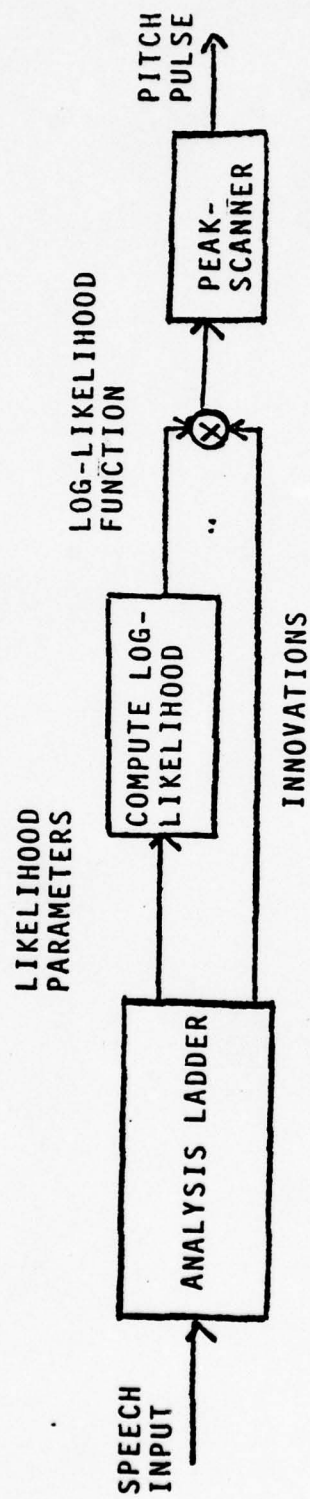 SPEECH
INPUT
ANALYSIS LADDER
LIKELIHOOD
PARAMETERS
COMPUTE LOG-
LIKELIHOOD
INNOVATIONS
LOG-LIKELIHOOD
FUNCTION
X
PEAK-
SCANNER
PITCH
PULSE